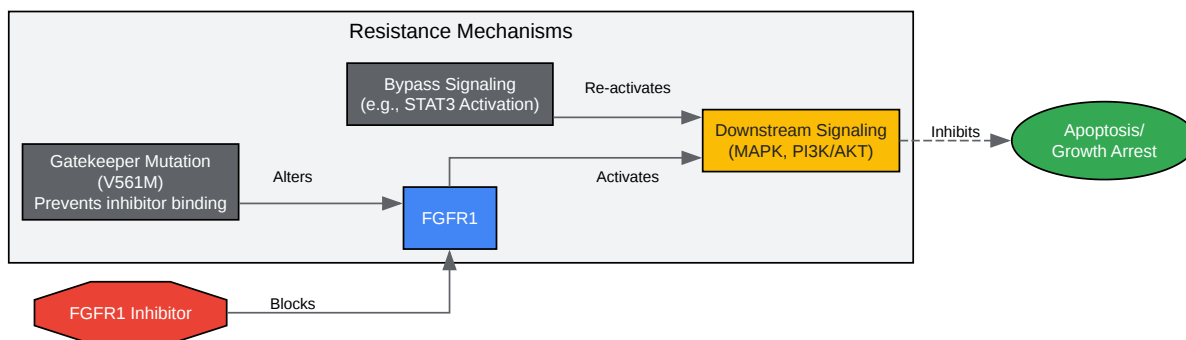 Resistance Mechanisms
Bypass Signaling
(e.g., STAT3 Activation)
Re-activates
Downstream Signaling
(MAPK, PI3K/AKT)
Inhibits
Apoptosis/
Growth Arrest
Gatekeeper Mutation
(V561M)
Prevents inhibitor binding
Alters
Activates
FGFR1
FGFR1 Inhibitor
Blocks